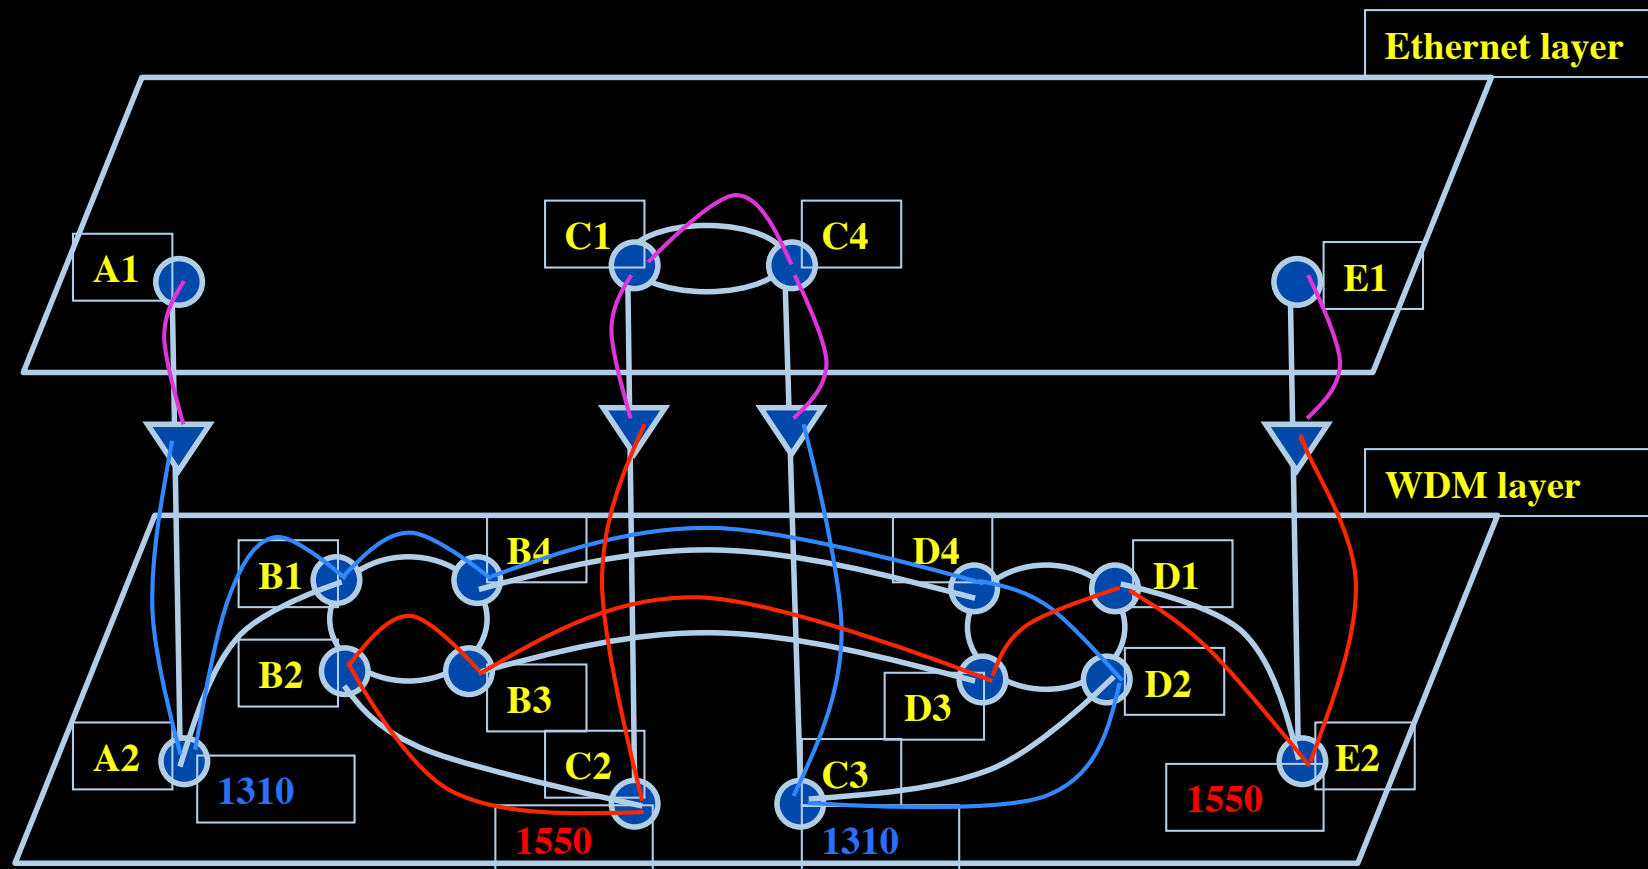 Ethernet layer
C1
C4
A1
E1
WDM layer
B4
D4
B1
D1
B2
D2
B3
D3
A2
C2
C3
E2
1310
1550
1550
1310